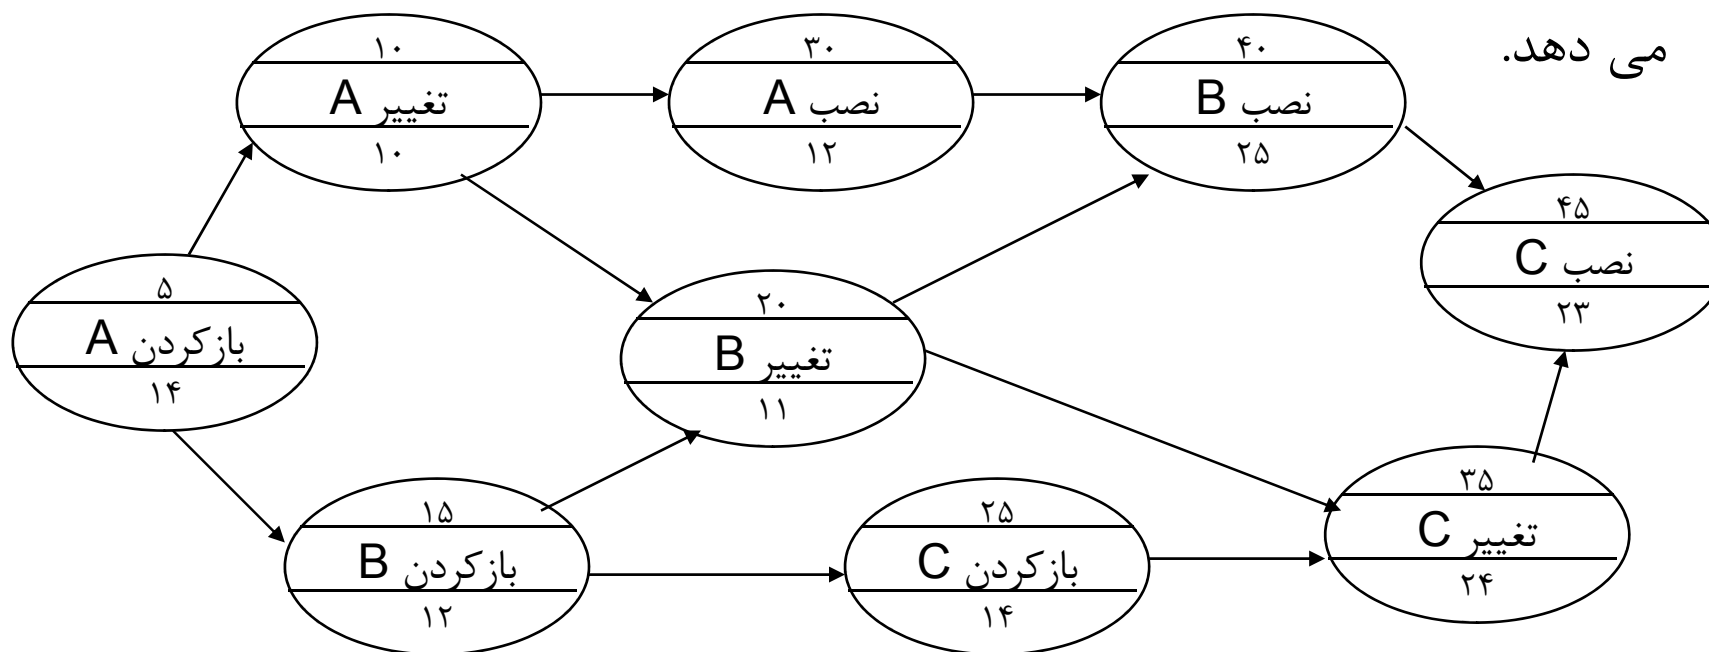 می دهد.
۱۰
تغییر A
۱۰
۳۰
نصب A
۱۲
۴۰
نصب B
۲۵
۴۵
نصب C
۲۳
۵
بازکردن A
۱۴
۲۰
تغییر B
۱۱
۱۵
بازکردن B
۱۲
۲۵
بازکردن C
۱۴
۳۵
تغییر C
۲۴